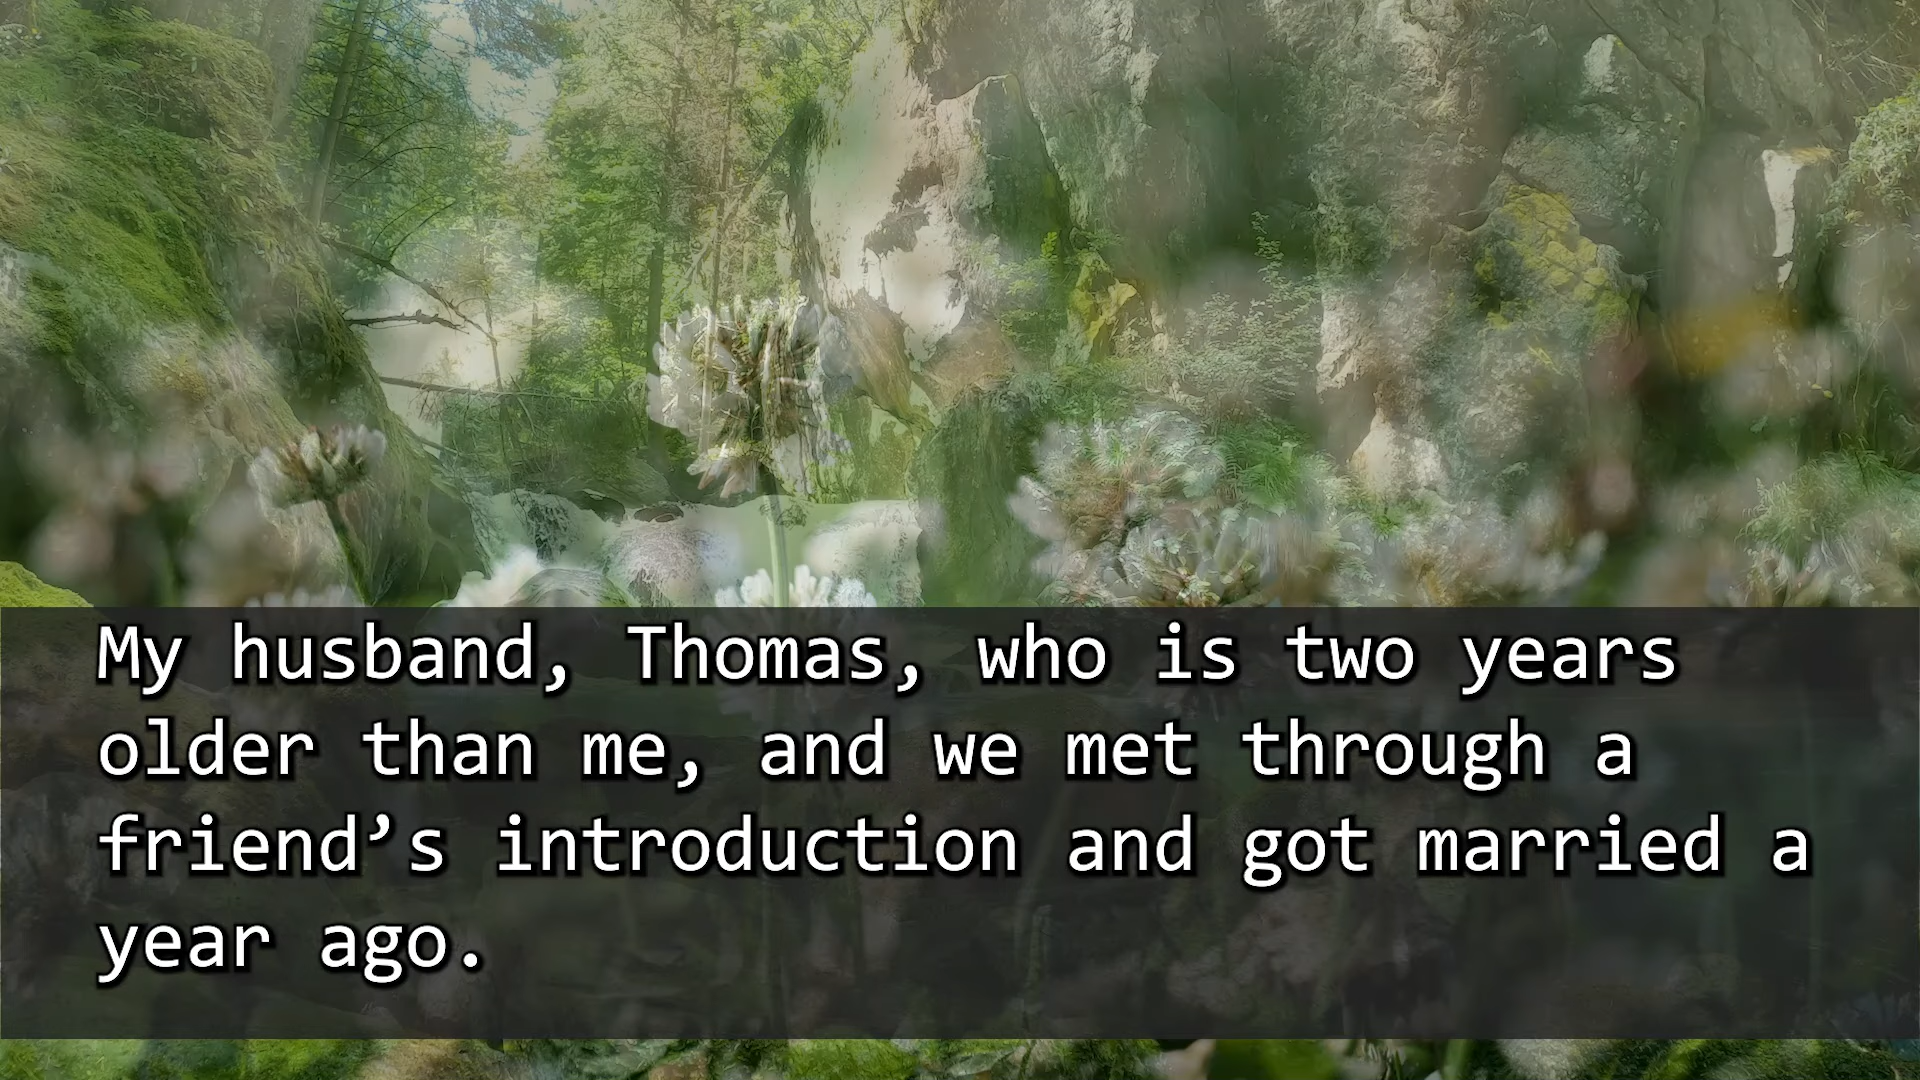 My husband, Thomas, who is two years
older than me, and we met through a
friend’s introduction and got married a
year ago.